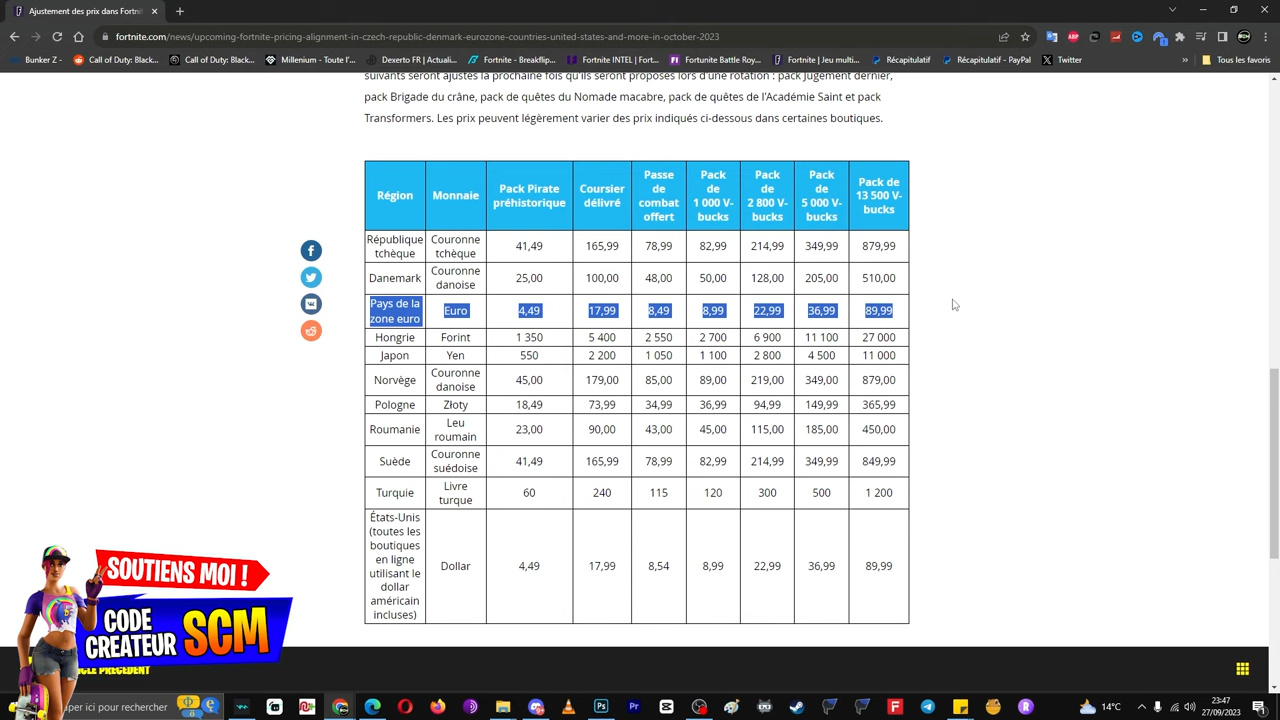 Ajustement des prix dans Fortni
fortnite.com/news/upcoming-fortnite-pricing-alignment-in-czech-republic-denmark-eurozone-countries-united-states-and-more-in-october-2023
Bunker Z -
Call of Duty: Black...
Call of Duty: Black...
Millenium - Toute l'...
Dexerto FR | Actuali...
Fortnite - Breakflip...
Fortnite INTEL | Fort...
Fortunite Battle Roy...
Fortnite | Jeu multi...
Récapitulatif
Récapitulatif - PayPal
Twitter
»
Tous les favoris
suivants seront ajustés la prochaine fois qu'ils seront proposés lors d'une rotation : pack Jugement dernier,
pack Brigade du crâne, pack de quêtes du Nomade macabre, pack de quêtes de l'Académie Saint et pack
Transformers. Les prix peuvent légèrement varier des prix indiqués ci-dessous dans certaines boutiques.
Région
Monnaie
Pack Pirate
préhistorique
Coursier
délivré
Passe
de
combat
offert
Pack
de
1 000 V-
bucks
Pack
de
2 800 V-
bucks
Pack
de
5 000 V-
bucks
Pack de
13 500 V-
bucks
République
tchèque
Couronne
tchèque
41,49
165,99
78,99
82,99
214,99
349,99
879,99
Danemark
Couronne
danoise
25,00
100,00
48,00
50,00
128,00
205,00
510,00
Pays de la
zone euro
Euro
4,49
17,99
8,49
8,99
22,99
36,99
89,99
Hongrie
Forint
1 350
5 400
2 550
2 700
6 900
11 100
27 000
Japon
Yen
550
2 200
1 050
1 100
2 800
4 500
11 000
Norvège
Couronne
danoise
45,00
179,00
85,00
89,00
219,00
349,00
879,00
Pologne
Złoty
18,49
73,99
34,99
36,99
94,99
149,99
365,99
Roumanie
Leu
roumain
23,00
90,00
43,00
45,00
115,00
185,00
450,00
Suède
Couronne
suédoise
41,49
165,99
78,99
82,99
214,99
349,99
849,99
Turquie
Livre
turque
60
240
115
120
300
500
1 200
États-Unis
(toutes les
boutiques
en ligne
utilisant le
dollar
américain
incluses)
Dollar
4,49
17,99
8,54
8,99
22,99
36,99
89,99
SOUTIENS MOI !
CODE
CREATEUR
SCM
PRÉCÉDENT
per ici pour rechercher
14°C
23:47
27/09/2023